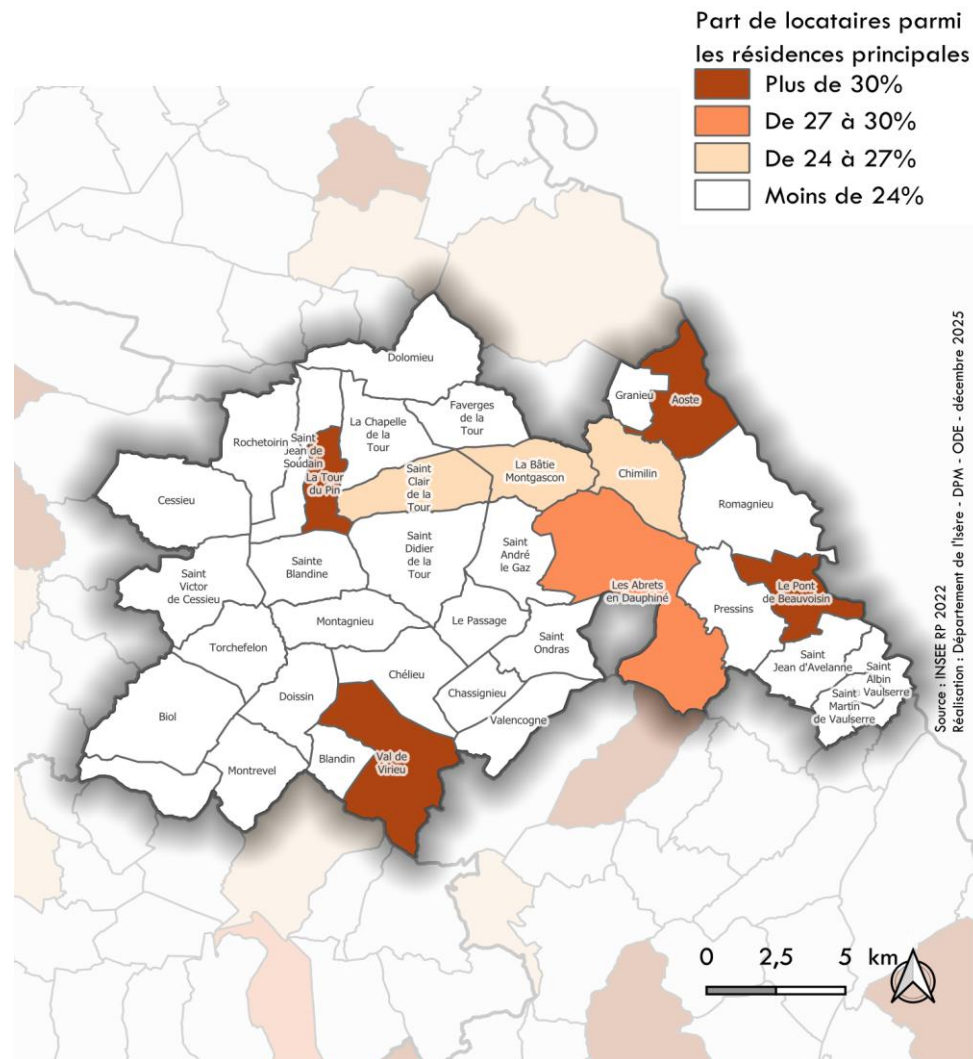 Part de locataires parmi
les résidences principales
Plus de 30%
De 27 à 30%
De 24 à 27%
Moins de 24%
Dolomieu
Granieu
Aoste
Faverges
de la
Tour
La Chapelle
de la
Tour
Rochetoirin
Saint
Jean de
Soudain
La Tour
du Pin
Saint
Clair
de la
Tour
La Bâtie
Montgascon
Chimilin
Cessieu
Romagnieu
Saint
Didier
de la
Tour
Saint
André
le Gaz
Sainte
Blandine
Saint
Victor
de Cessieu
Les Abrets
en Dauphiné
Le Pont
de Beauvoisin
Pressins
Montagnieu
Le Passage
Saint
Ondras
Torchefelon
Saint
Jean d'Avelanne
Saint
Albin
Vaulserre
Saint
Martin
de Vaulserre
Chélieu
Doissin
Chassignieu
Valencogne
Biol
Montrevel
Blandin
Val de
Virieu
Source : INSEE RP 2022
Réalisation : Département de l'Isère - DPM - ODE - décembre 2025
0 2,5 5 km